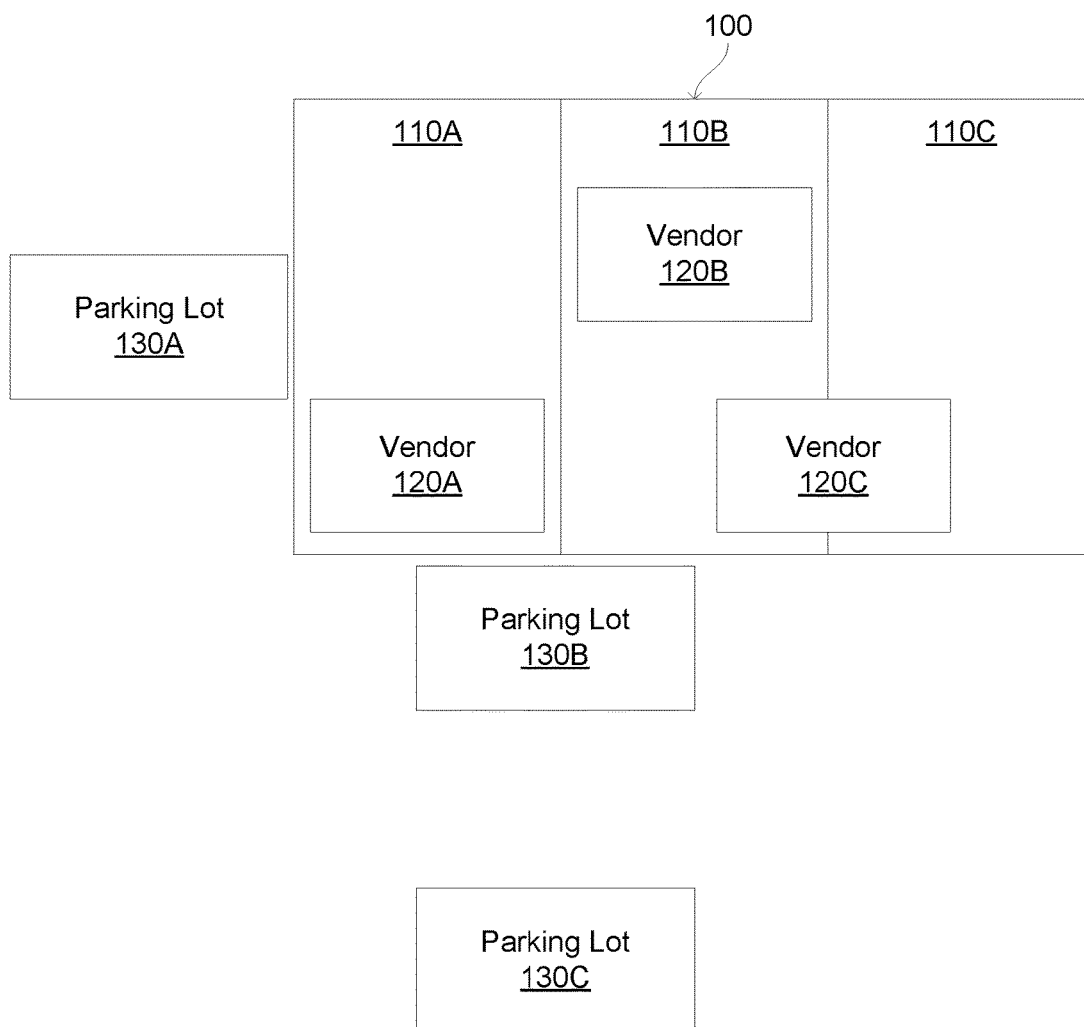 100
110A
110B
110C
Vendor
120B
Parking Lot
130A
Vendor
120A
Vendor
120C
Parking Lot
130B
Parking Lot
130C